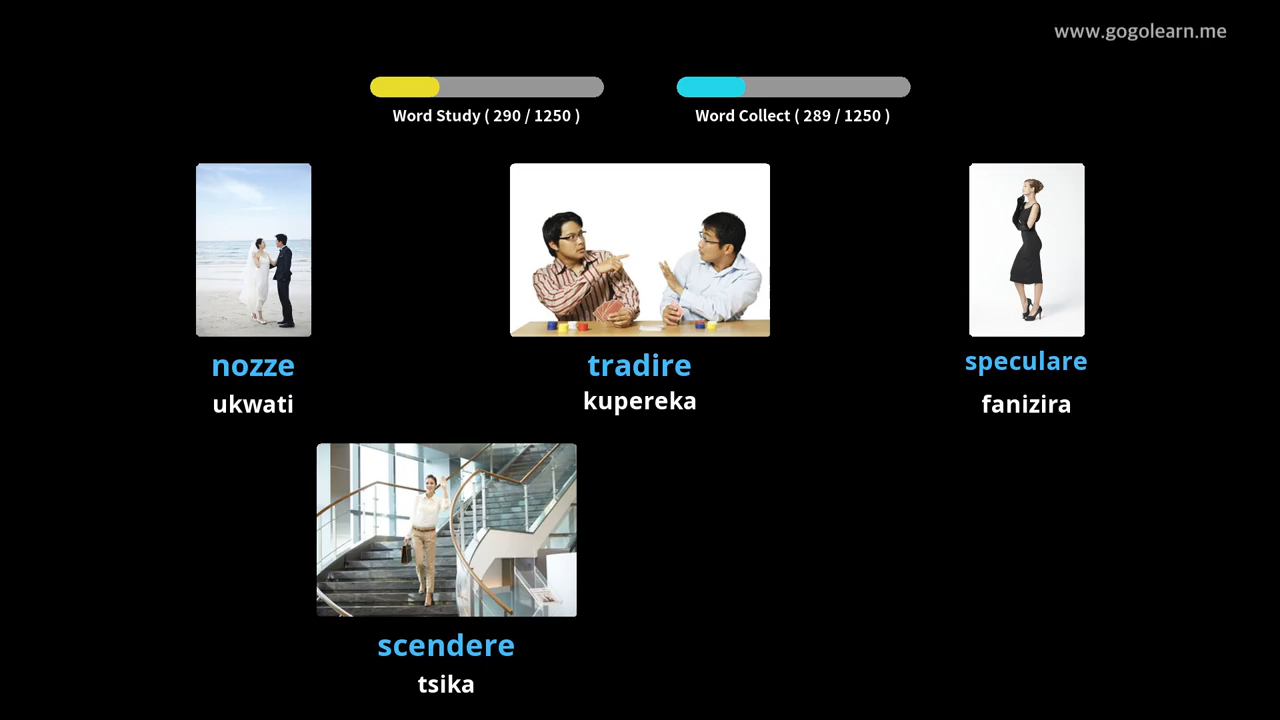 www.gogolearn.me
Word Study ( 290 / 1250 )
Word Collect ( 289 / 1250 )
nozze
ukwati
tradire
kupereka
speculare
fanizira
scendere
tsika